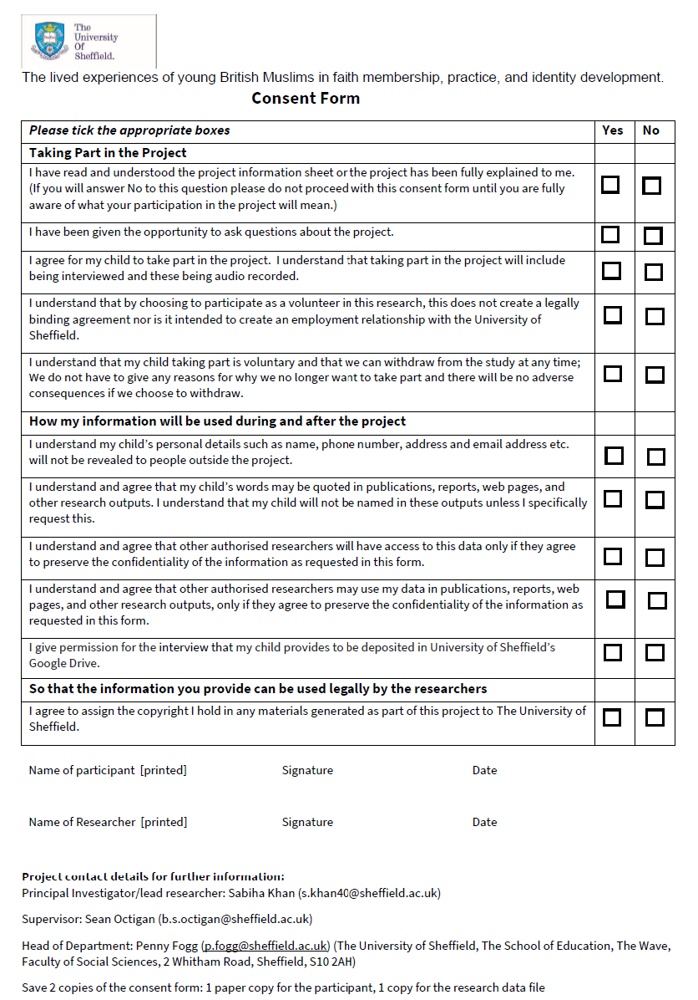 The
University
Of
Sheffield.
The lived experiences of young British Muslims in faith membership, practice, and identity development.
Consent Form
Please tick the appropriate boxes Yes No
Taking Part in the Project
I have read and understood the project information sheet or the project has been fully explained to me.
(If you will answer No to this question please do not proceed with this consent form until you are fully
aware of what your participation in the project will mean.)
I have been given the opportunity to ask questions about the project.
I agree for my child to take part in the project. I understand that taking part in the project will include
being interviewed and these being audio recorded.
I understand that by choosing to participate as a volunteer in this research, this does not create a legally
binding agreement nor is it intended to create an employment relationship with the University of
Sheffield.
I understand that my child taking part is voluntary and that we can withdraw from the study at any time;
We do not have to give any reasons for why we no longer want to take part and there will be no adverse
consequences if we choose to withdraw.
How my information will be used during and after the project
I understand my child's personal details such as name, phone number, address and email address etc.
will not be revealed to people outside the project.
I understand and agree that my child's words may be quoted in publications, reports, web pages, and
other research outputs. I understand that my child will not be named in these outputs unless I specifically
request this.
I understand and agree that other authorised researchers will have access to this data only if they agree
to preserve the confidentiality of the information as requested in this form.
I understand and agree that other authorised researchers may use my data in publications, reports, web
pages, and other research outputs, only if they agree to preserve the confidentiality of the information as
requested in this form.
I give permission for the interview that my child provides to be deposited in University of Sheffield's
Google Drive.
So that the information you provide can be used legally by the researchers
I agree to assign the copyright I hold in any materials generated as part of this project to The University of
Sheffield.
Name of participant [printed] Signature Date
Name of Researcher [printed] Signature Date
Project contact details for further information:
Principal Investigator/lead researcher: Sabiha Khan (s.khan40@sheffield.ac.uk)
Supervisor: Sean Octigan (b.s.octigan@sheffield.ac.uk)
Head of Department: Penny Fogg (p.fogg@sheffield.ac.uk) (The University of Sheffield, The School of Education, The Wave,
Faculty of Social Sciences, 2 Whitham Road, Sheffield, S10 2AH)
Save 2 copies of the consent form: 1 paper copy for the participant, 1 copy for the research data file